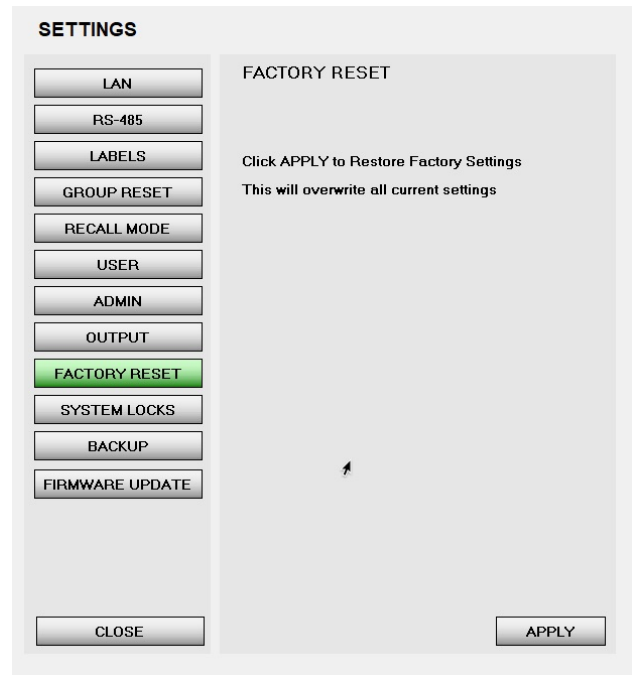 SETTINGS
LAN
RS-485
LABELS
GROUP RESET
RECALL MODE
USER
ADMIN
OUTPUT
FACTORY RESET
SYSTEM LOCKS
BACKUP
FIRMWARE UPDATE
CLOSE
FACTORY RESET
Click APPLY to Restore Factory Settings
This will overwrite all current settings
APPLY